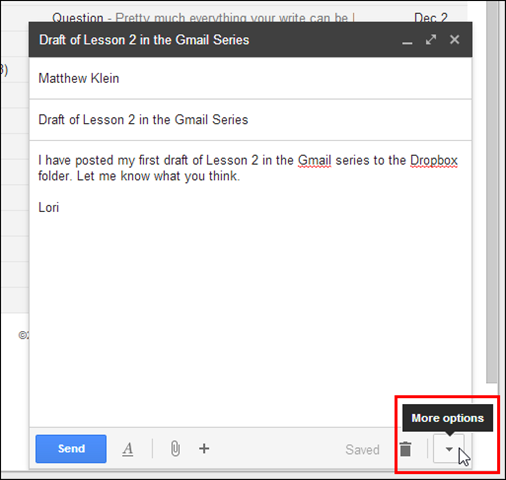 Question - Pretty much everything your write can be l
Dec 2
Draft of Lesson 2 in the Gmail Series
3)
Matthew Klein
Draft of Lesson 2 in the Gmail Series
I have posted my first draft of Lesson 2 in the Gmail series to the Dropbox
folder. Let me know what you think.
Lori
©2
More options
Send
A
Saved